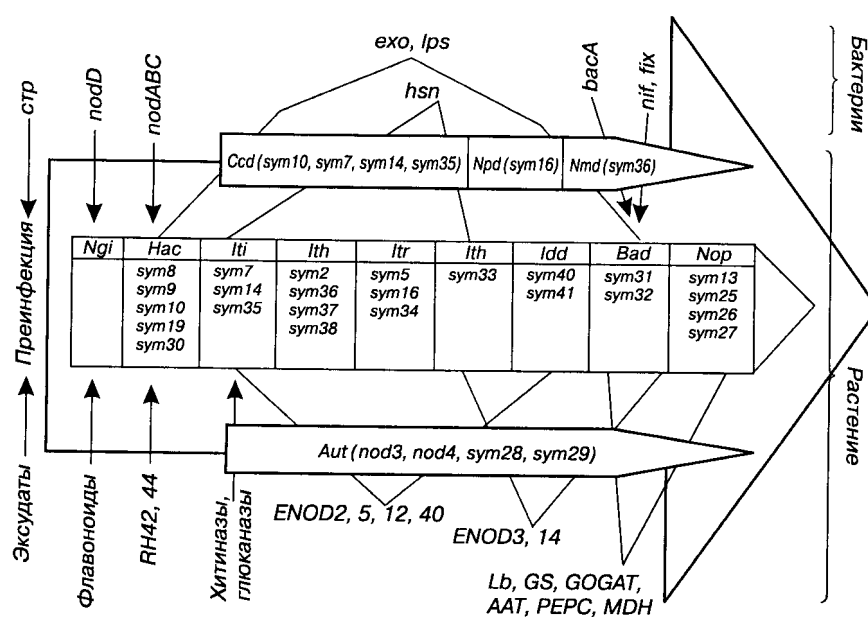 exo, lps
hsn
bacA
nif, fix
Бактерии
стр
nodD
nodABC
Ccd (sym10, sym7, sym14, sym35)
Npd (sym16)
Nmd (sym36)
Преинфекция
Ngi
Hac
sym8
sym9
sym10
sym19
sym30
Iti
sym7
sym14
sym35
Ith
sym2
sym36
sym37
sym38
Itr
sym5
sym16
sym34
Ith
sym33
Idd
sym40
sym41
Bad
sym31
sym32
Nop
sym13
sym25
sym26
sym27
Растение
Aut (nod3, nod4, sym28, sym29)
Эксудаты
Флавоноиды
RH42, 44
Хитиназы,
глюканазы
ENOD2, 5, 12, 40
ENOD3, 14
Lb, GS, GOGAT,
AAT, PEPC, MDH